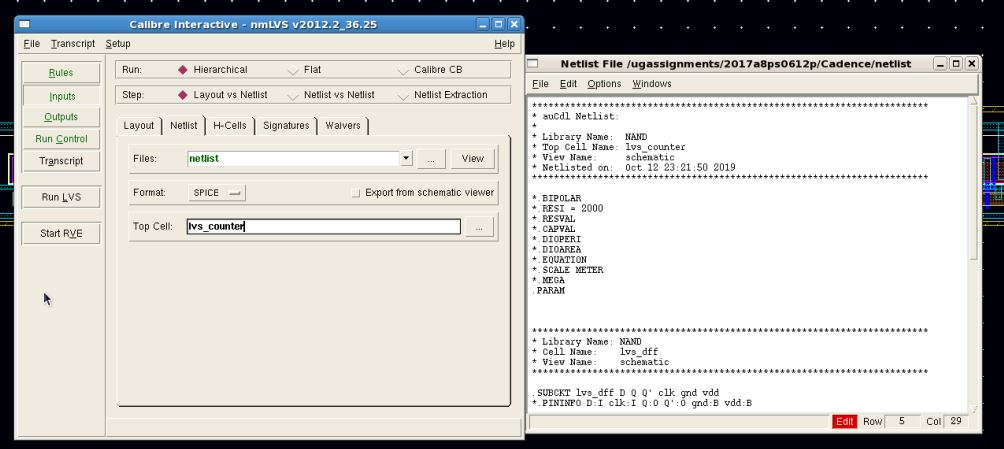 Calibre Interactive - nmLVS v2012.2_36.25
File Transcript Setup Help
Rules
Inputs
Outputs
Run Control
Transcript
Run LVS
Start RVE
Run: Hierarchical Flat Calibre CB
Step: Layout vs Netlist Netlist vs Netlist Netlist Extraction
Layout Netlist H-Cells Signatures Waivers
Files: netlist ... View
Format: SPICE Export from schematic viewer
Top Cell: lvs_counter ...
Netlist File /ugassignments/2017a8ps0612p/Cadence/netlist
File Edit Options Windows
************************************************************************
* auCdl Netlist:
*
* Library Name: NAND
* Top Cell Name: lvs_counter
* View Name: schematic
* Netlisted on: Oct 12 23:21:50 2019
************************************************************************
*.BIPOLAR
*.RESI = 2000
*.RESVAL
*.CAPVAL
*.DIOPERI
*.DIOAREA
*.EQUATION
*.SCALE METER
*.MEGA
.PARAM
************************************************************************
* Library Name: NAND
* Cell Name: lvs_dff
* View Name: schematic
************************************************************************
.SUBCKT lvs_dff D Q Q' clk gnd vdd
*.PININFO D:I clk:I Q:O Q':O gnd:B vdd:B
Edit Row 5 Col 29